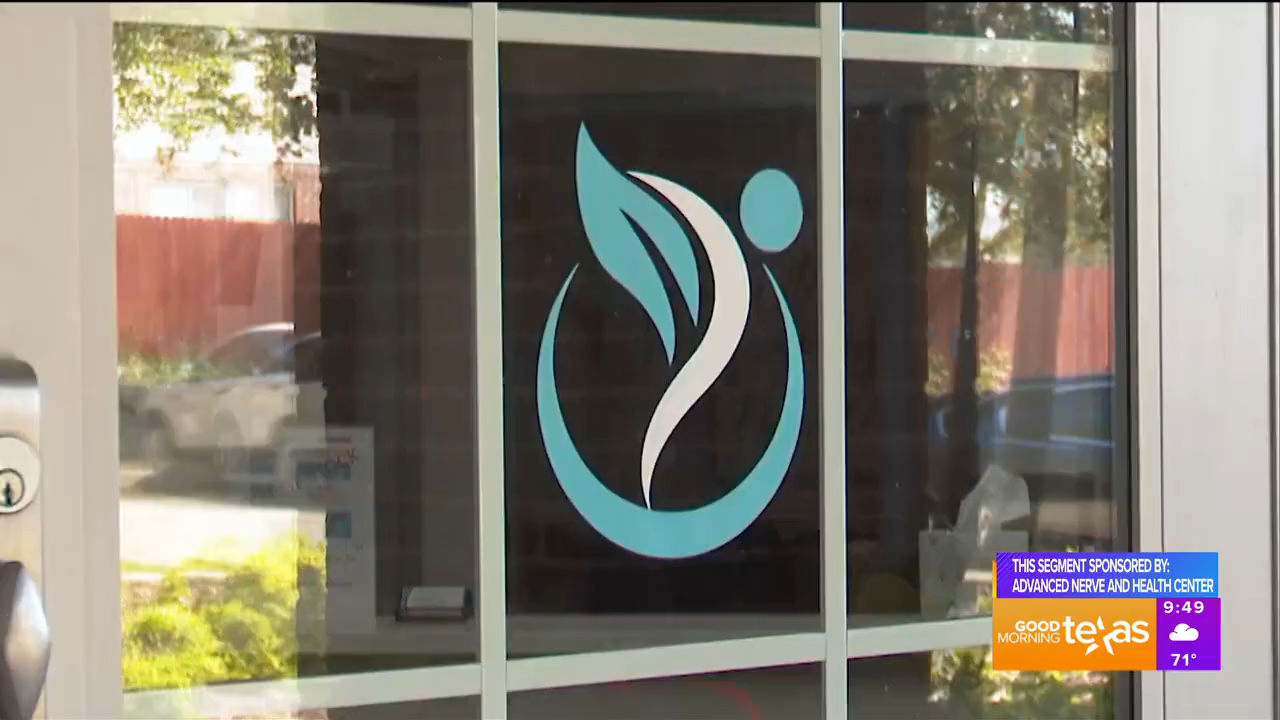 THIS SEGMENT SPONSORED BY:
ADVANCED NERVE AND HEALTH CENTER
GOOD
MORNING
texas
9:49
71°